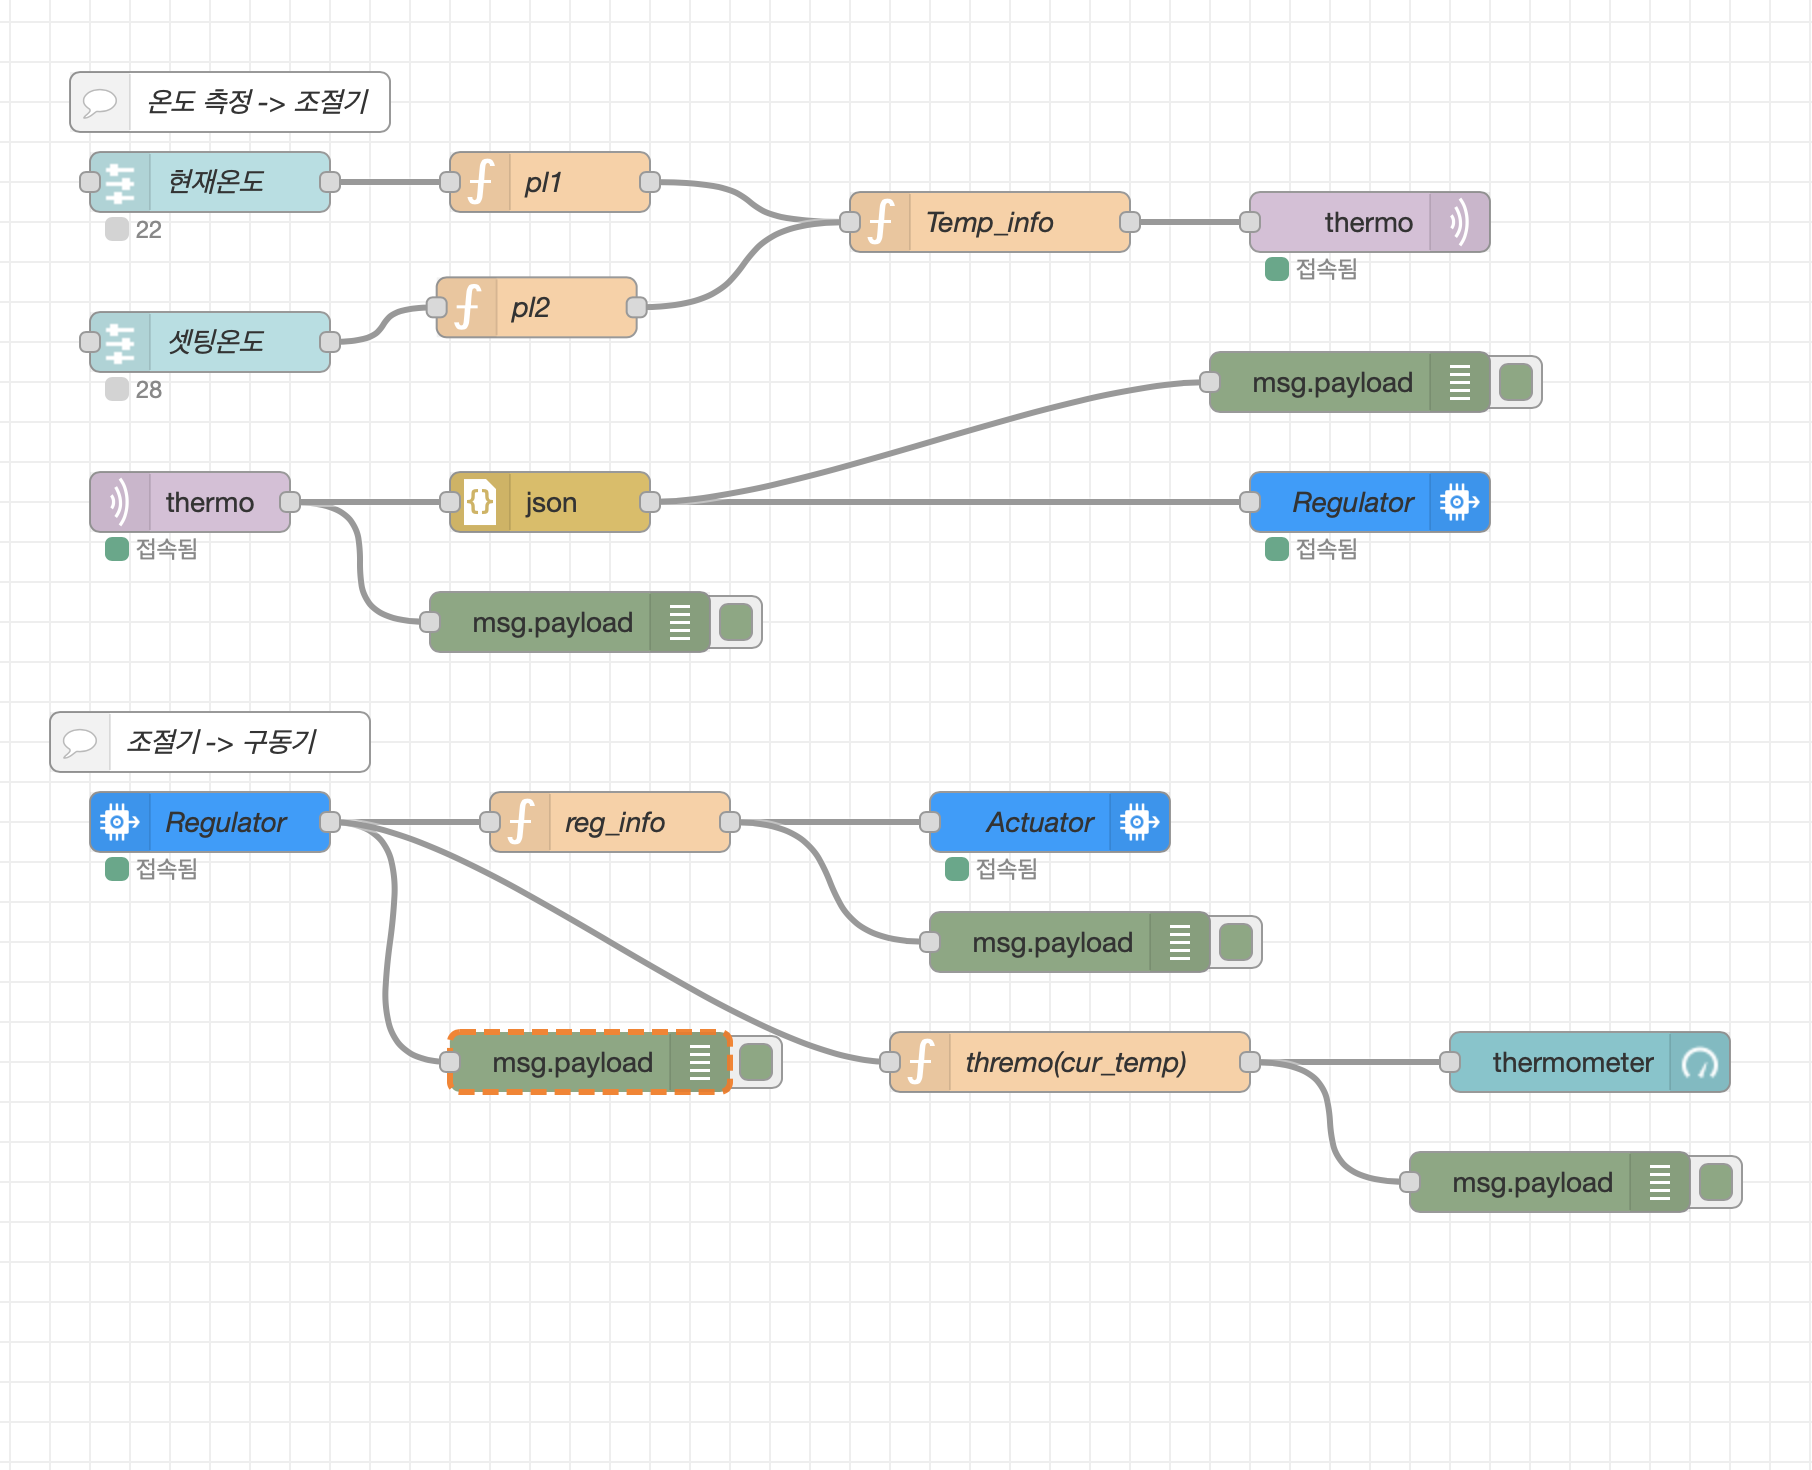 온도 측정 -> 조절기
현재온도
22
pl1
Temp_info
thermo
접속됨
pl2
셋팅온도
28
msg.payload
thermo
접속됨
json
Regulator
접속됨
msg.payload
조절기 -> 구동기
Regulator
접속됨
reg_info
Actuator
접속됨
msg.payload
msg.payload
thremo(cur_temp)
thermometer
msg.payload